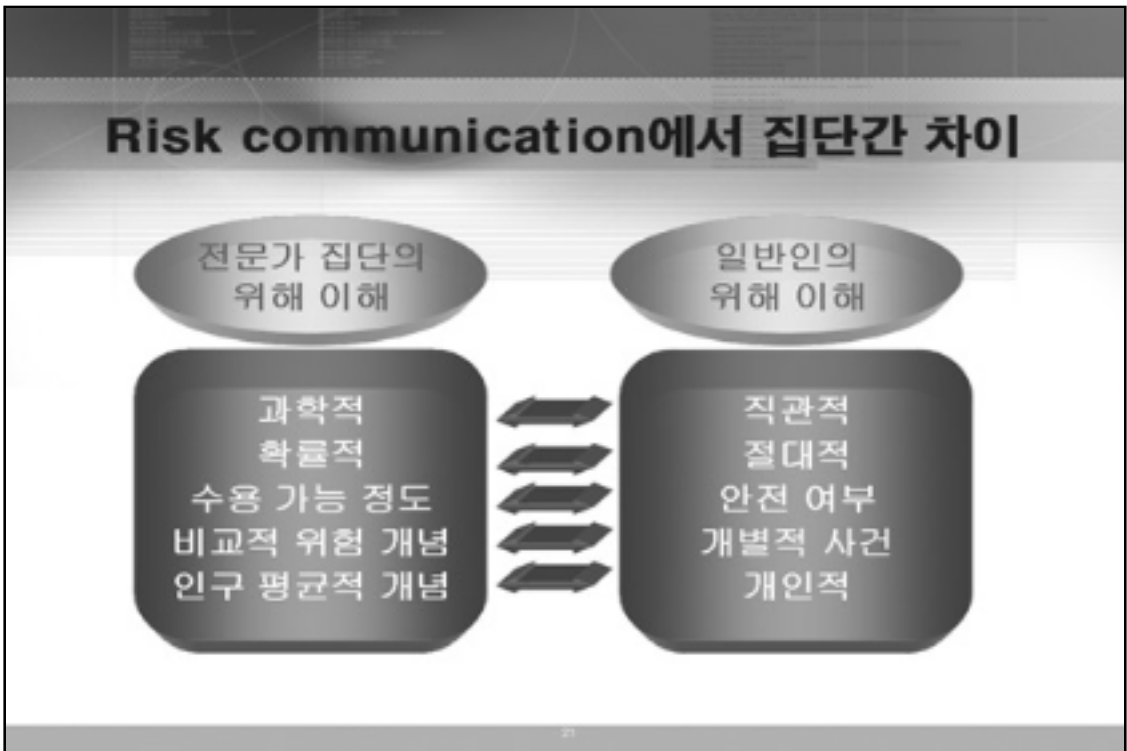 Risk communication에서 집단간 차이
전문가 집단의
위해 이해
일반인의
위해 이해
과학적
확률적
수용 가능 정도
비교적 위험 개념
인구 평균적 개념
직관적
절대적
안전 여부
개별적 사건
개인적
21